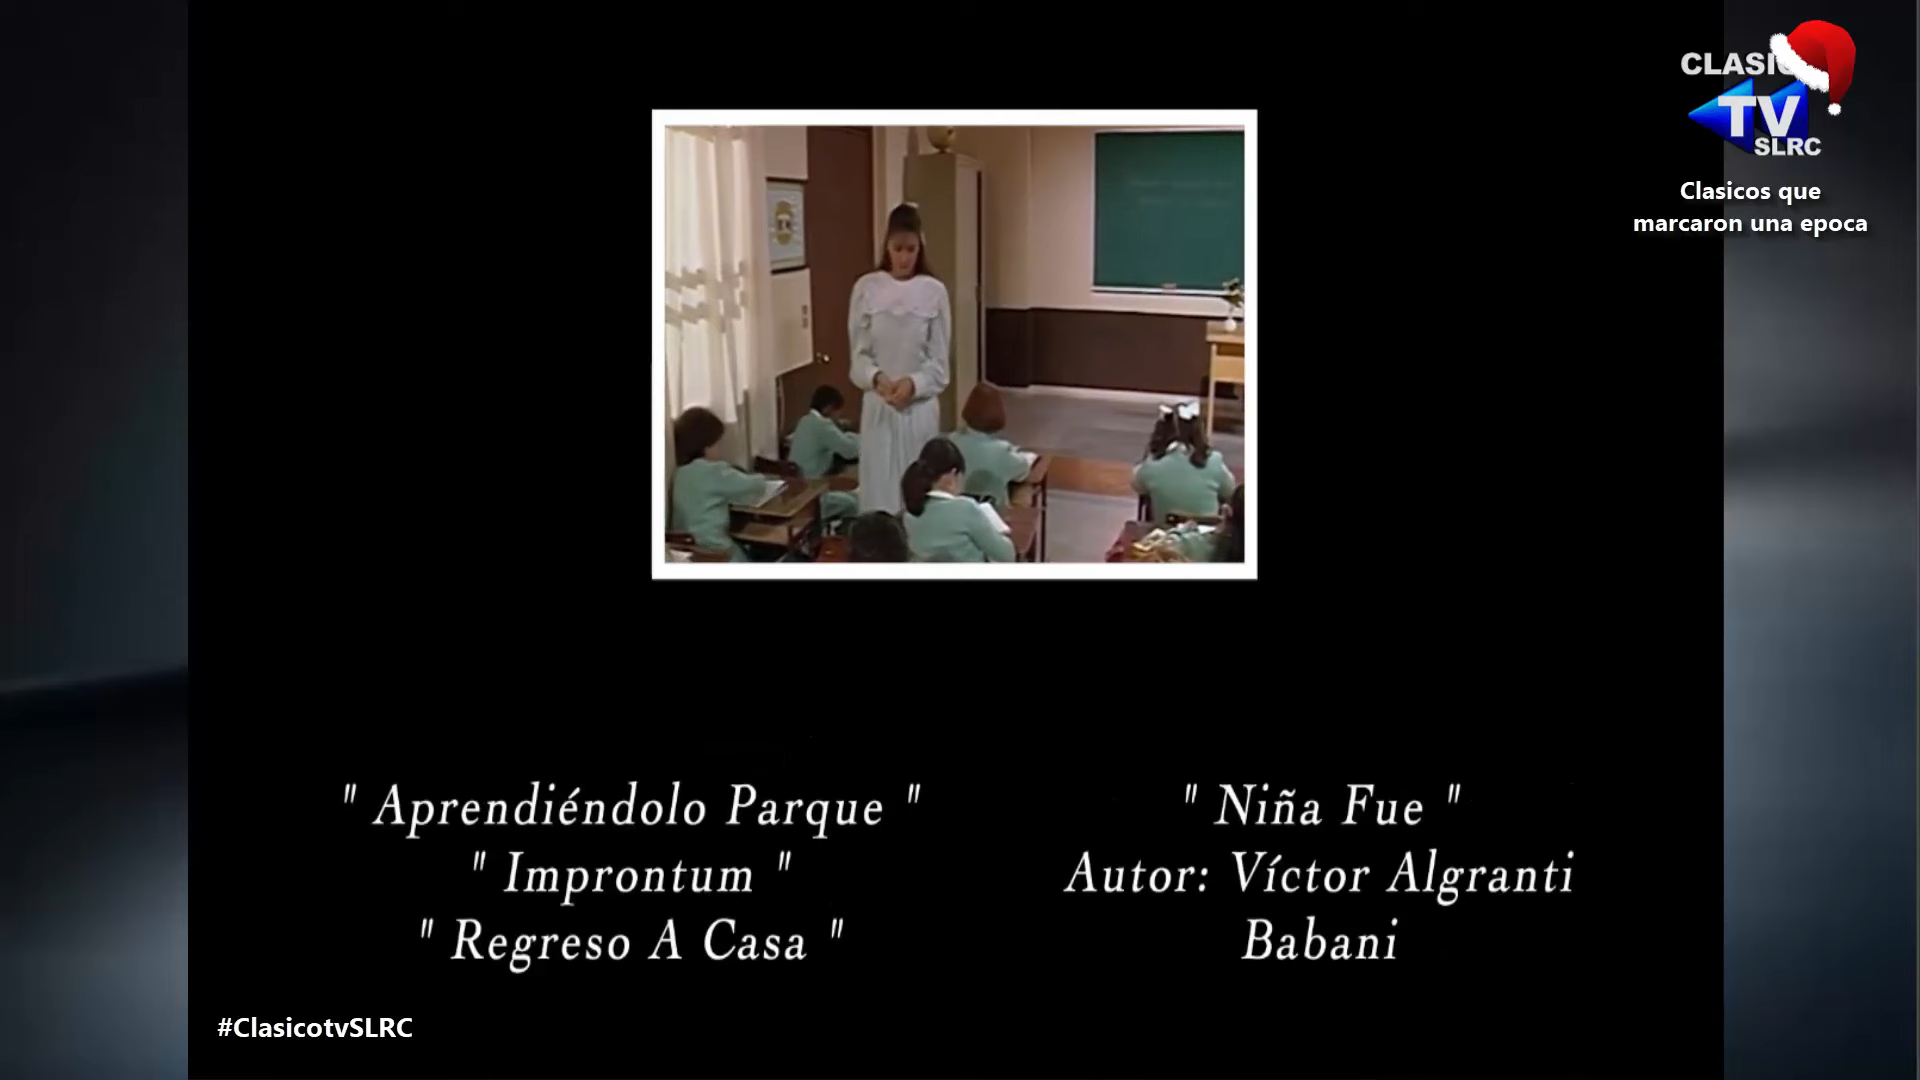 CLASIC
TV
SLRC
Clasicos que
marcaron una epoca
" Aprendiéndolo Parque "
" Improntum "
" Regreso A Casa "
" Niña Fue "
Autor: Víctor Algranti
Babani
#ClasicotvSLRC